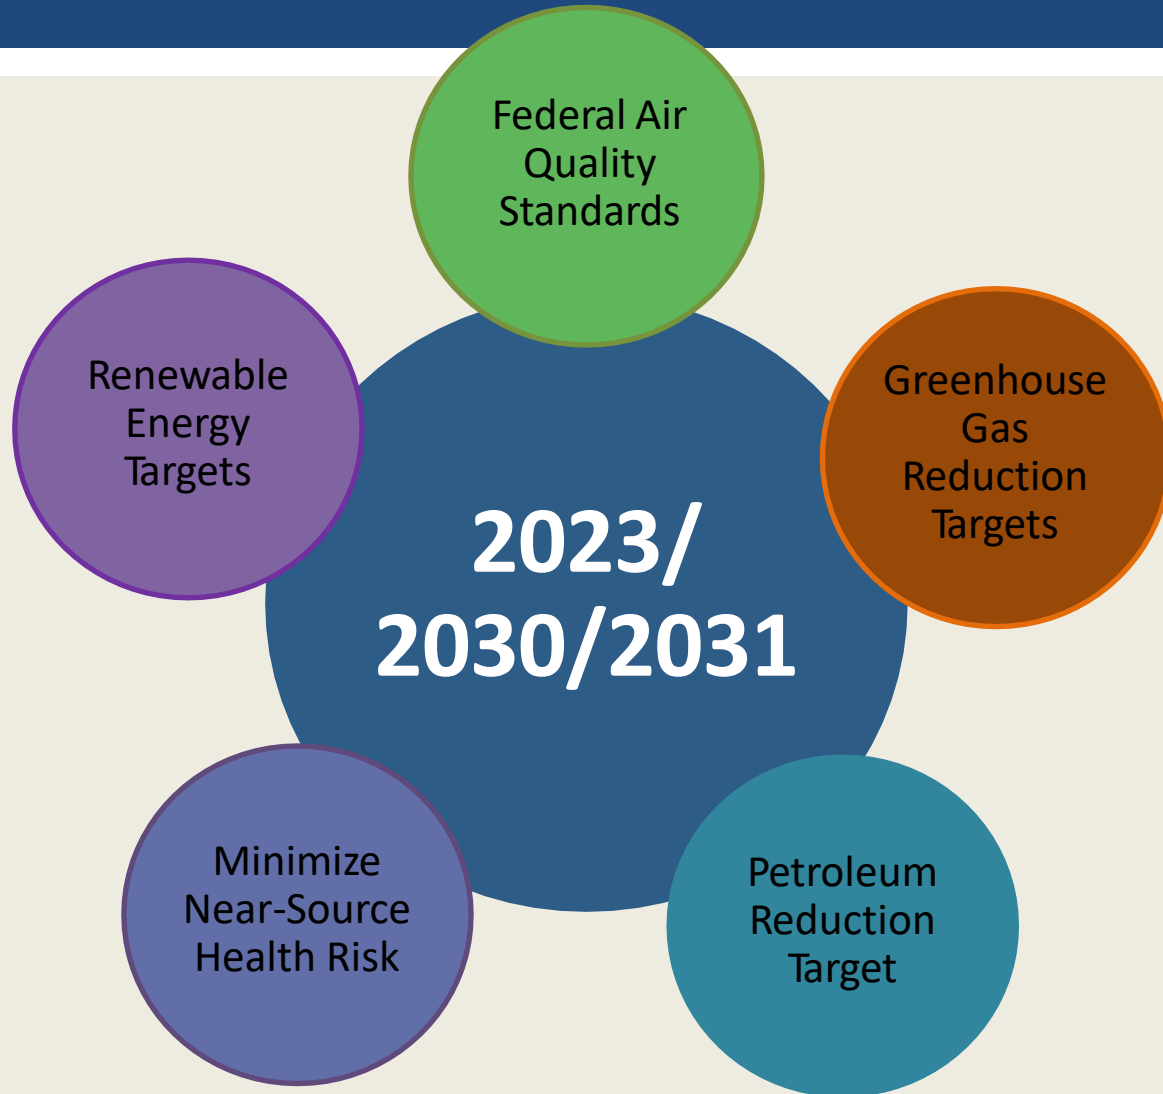 Federal Air
Quality
Standards
Renewable
Energy
Targets
Greenhouse
Gas
Reduction
Targets
2023/
2030/2031
Minimize
Near-Source
Health Risk
Petroleum
Reduction
Target